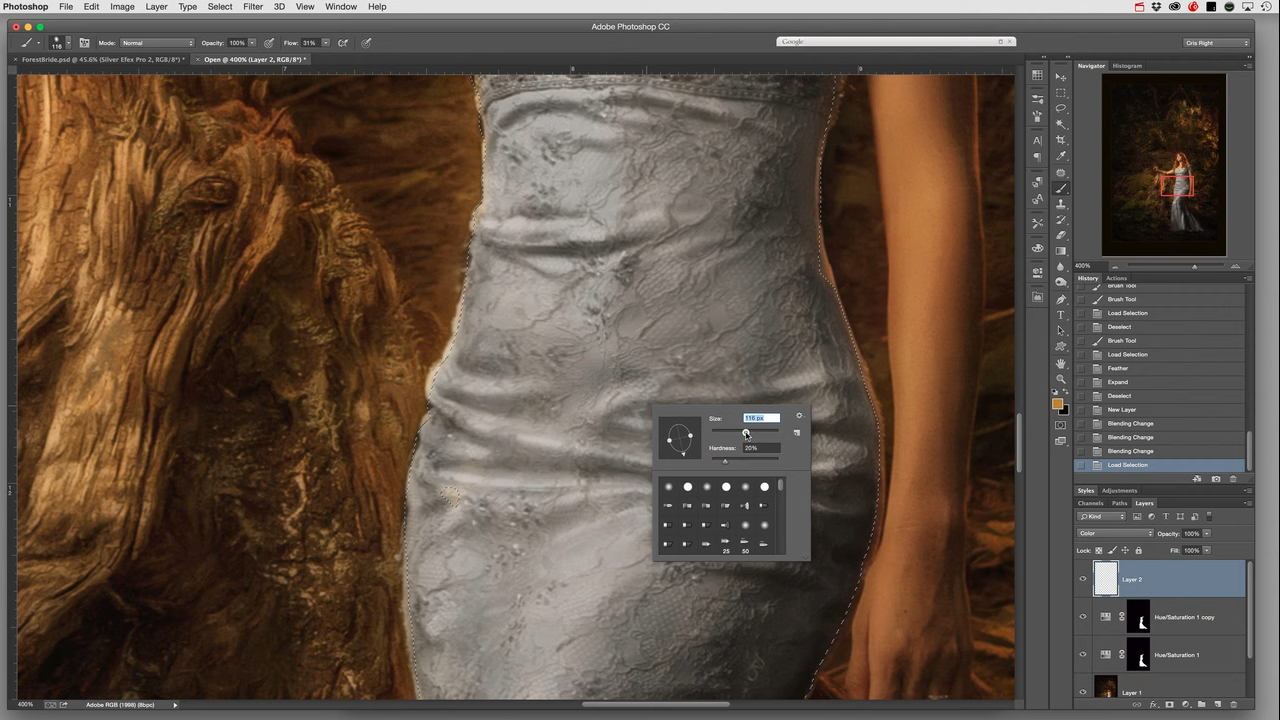 Photoshop File Edit Image Layer Type Select Filter 3D View Window Help
Adobe Photoshop CC
116 Mode: Normal Opacity: 100% Flow: 31% Google Cris Right
× ForestBride.psd @ 45.6% (Silver Efex Pro 2, RGB/8*) * × Open @ 400% (Layer 2, RGB/8*) *
7 8 9
Navigator Histogram
400%
History Actions
Brush Tool
Brush Tool
Load Selection
Deselect
Brush Tool
Load Selection
Feather
Expand
Deselect
New Layer
Blending Change
Blending Change
Blending Change
Load Selection
Size: 116 px
Hardness: 20%
25 50
Styles Adjustments
Channels Paths Layers
Kind
Color Opacity: 100%
Lock: Fill: 100%
Layer 2
Hue/Saturation 1 copy
Hue/Saturation 1
Layer 1
400% Adobe RGB (1998) (8bpc)